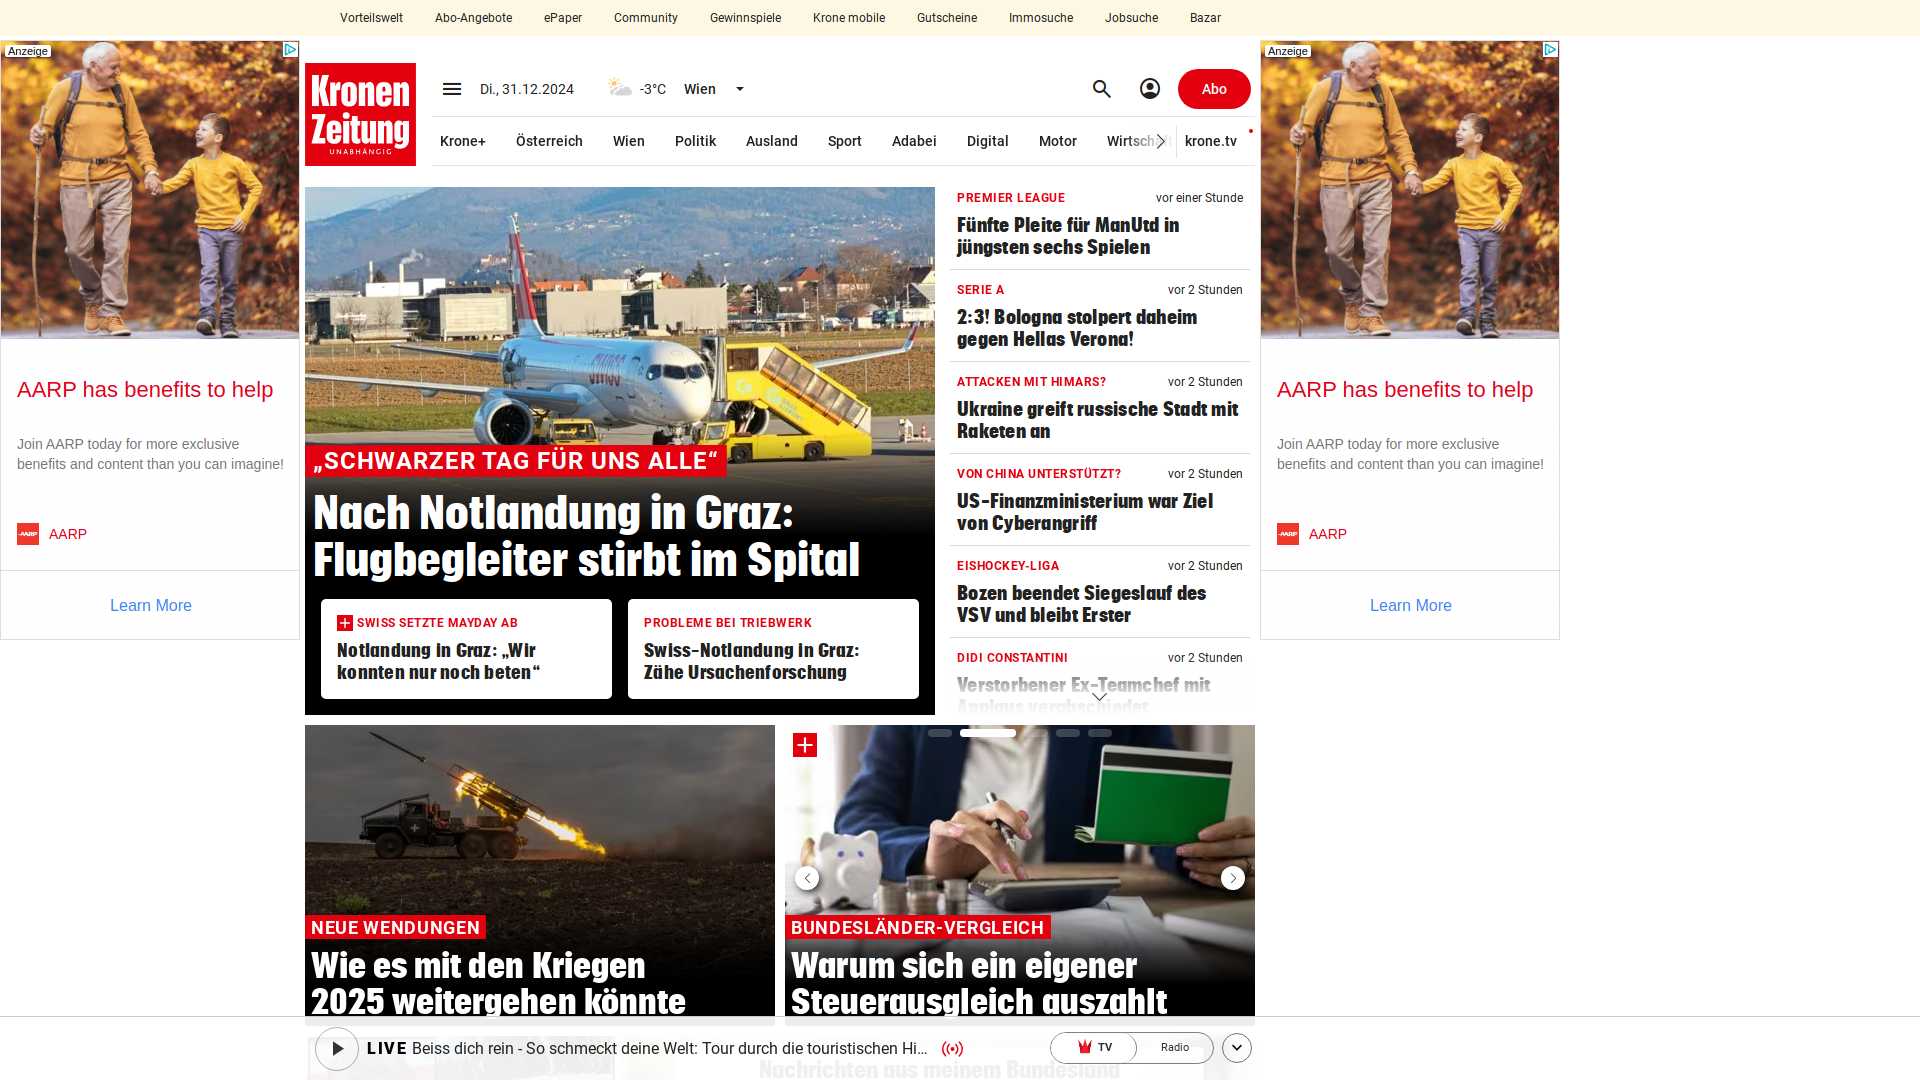 Vorteilswelt
Abo-Angebote
ePaper
Community
Gewinnspiele
Krone mobile
Gutscheine
Immosuche
Jobsuche
Bazar
Anzeige
AARP has benefits to help
Join AARP today for more exclusive
benefits and content than you can imagine!
AARP
Learn More
Kronen
Zeitung
UNABHÄNGIG
Di., 31.12.2024
-3°C
Wien
Abo
Krone+
Österreich
Wien
Politik
Ausland
Sport
Adabei
Digital
Motor
krone.tv
„SCHWARZER TAG FÜR UNS ALLE“
Nach Notlandung in Graz:
Flugbegleiter stirbt im Spital
SWISS SETZTE MAYDAY AB
Notlandung in Graz: „Wir
konnten nur noch beten“
PROBLEME BEI TRIEBWERK
Swiss-Notlandung in Graz:
Zähe Ursachenforschung
PREMIER LEAGUE
vor einer Stunde
Fünfte Pleite für ManUtd in
jüngsten sechs Spielen
SERIE A
vor 2 Stunden
2:3! Bologna stolpert daheim
gegen Hellas Verona!
ATTACKEN MIT HIMARS?
vor 2 Stunden
Ukraine greift russische Stadt mit
Raketen an
VON CHINA UNTERSTÜTZT?
vor 2 Stunden
US-Finanzministerium war Ziel
von Cyberangriff
EISHOCKEY-LIGA
vor 2 Stunden
Bozen beendet Siegeslauf des
VSV und bleibt Erster
DIDI CONSTANTINI
vor 2 Stunden
Verstorbener Ex-Teamchef mit
Applaus verabschiedet
Anzeige
AARP has benefits to help
Join AARP today for more exclusive
benefits and content than you can imagine!
AARP
Learn More
NEUE WENDUNGEN
Wie es mit den Kriegen
2025 weitergehen könnte
BUNDESLÄNDER-VERGLEICH
Warum sich ein eigener
Steuerausgleich auszahlt
LIVE Beiss dich rein - So schmeckt deine Welt: Tour durch die touristischen Hi...
TV
Radio
Nachrichten aus meinem Bundesland